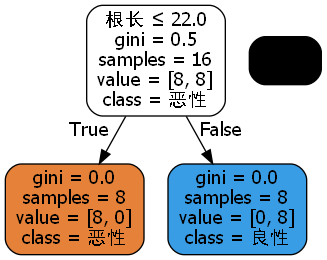 根长 ≤ 22.0
gini = 0.5
samples = 16
value = [8, 8]
class = 恶性
True
False
gini = 0.0
samples = 8
value = [8, 0]
class = 恶性
gini = 0.0
samples = 8
value = [0, 8]
class = 良性